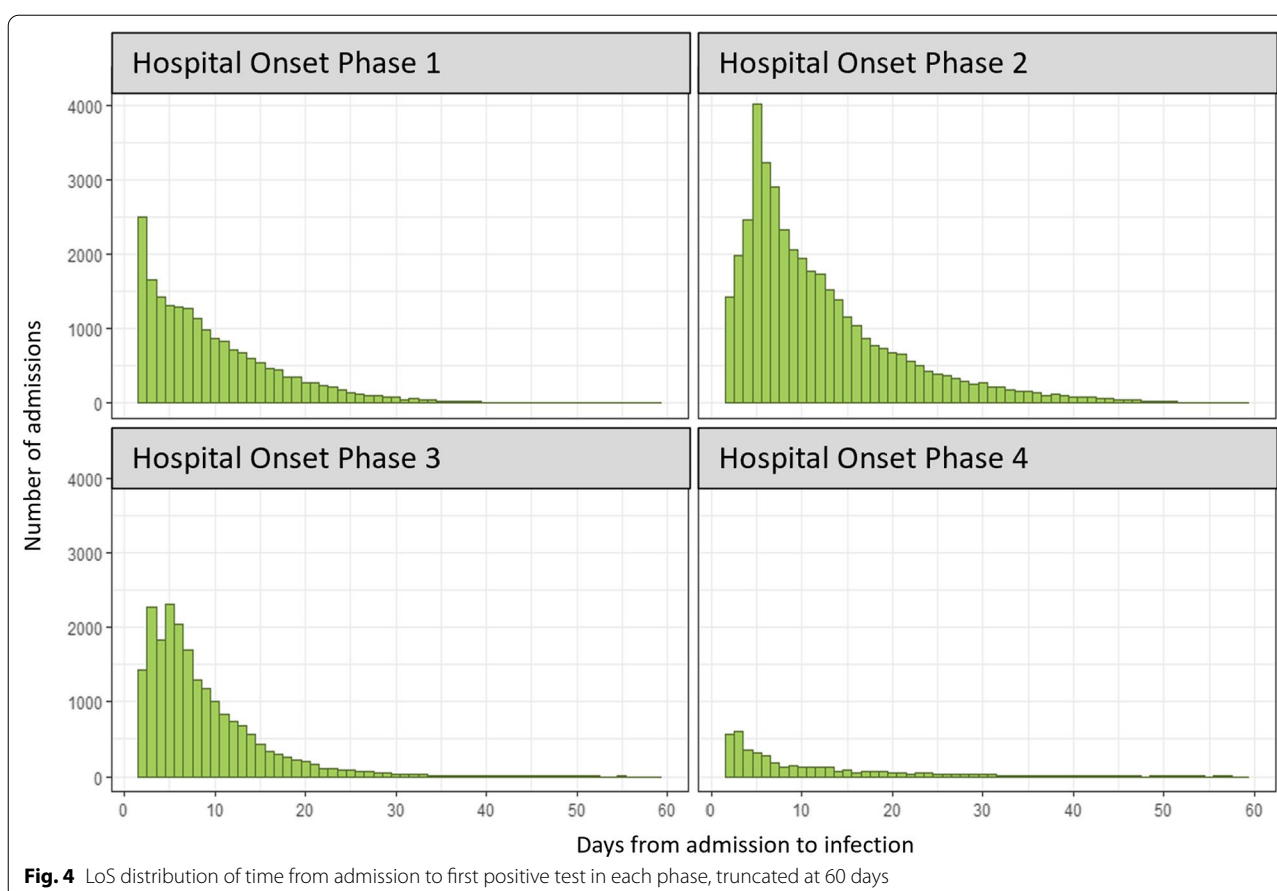 Hospital Onset Phase 1
Hospital Onset Phase 2
4000
3000
2000
1000
0
Hospital Onset Phase 3
Hospital Onset Phase 4
4000
3000
2000
1000
0
0 10 20 30 40 50 60
0 10 20 30 40 50 60
Number of admissions
Days from admission to infection
Fig. 4 LoS distribution of time from admission to first positive test in each phase, truncated at 60 days